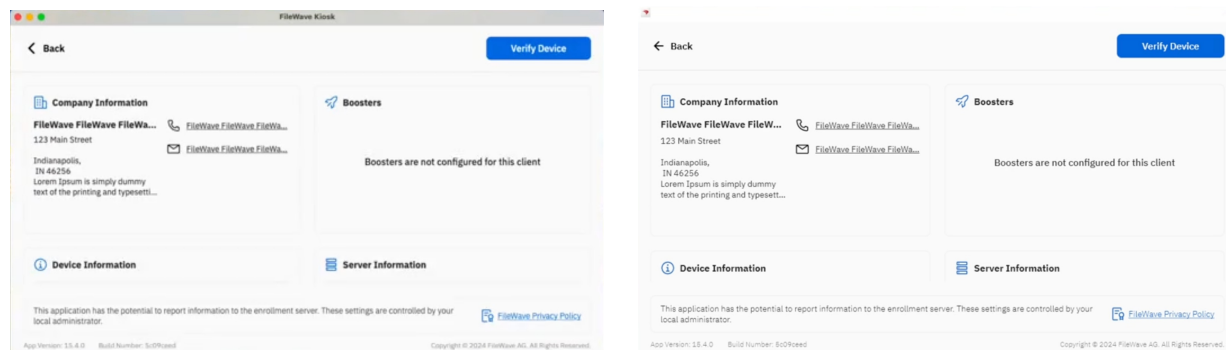 FileWave Kiosk
Back
Verify Device
Company Information
FileWave FileWave FileWa...
123 Main Street
Indianapolis,
IN 46256
Lorem Ipsum is simply dummy
text of the printing and typesetti...
FileWave FileWave FileWa...
FileWave FileWave FileWa...
Boosters
Boosters are not configured for this client
Device Information
Server Information
This application has the potential to report information to the enrollment server. These settings are controlled by your
local administrator.
FileWave Privacy Policy
App Version: 15.4.0 Build Number: 5c09ceed
Copyright © 2024 FileWave AG. All Rights Reserved.
Back
Verify Device
Company Information
FileWave FileWave FileW...
123 Main Street
Indianapolis,
IN 46256
Lorem Ipsum is simply dummy
text of the printing and typesett...
FileWave FileWave FileWa...
FileWave FileWave FileWa...
Boosters
Boosters are not configured for this client
Device Information
Server Information
This application has the potential to report information to the enrollment server. These settings are controlled by your
local administrator.
FileWave Privacy Policy
App Version: 15.4.0 Build Number: 5c09ceed
Copyright © 2024 FileWave AG. All Rights Reserved.